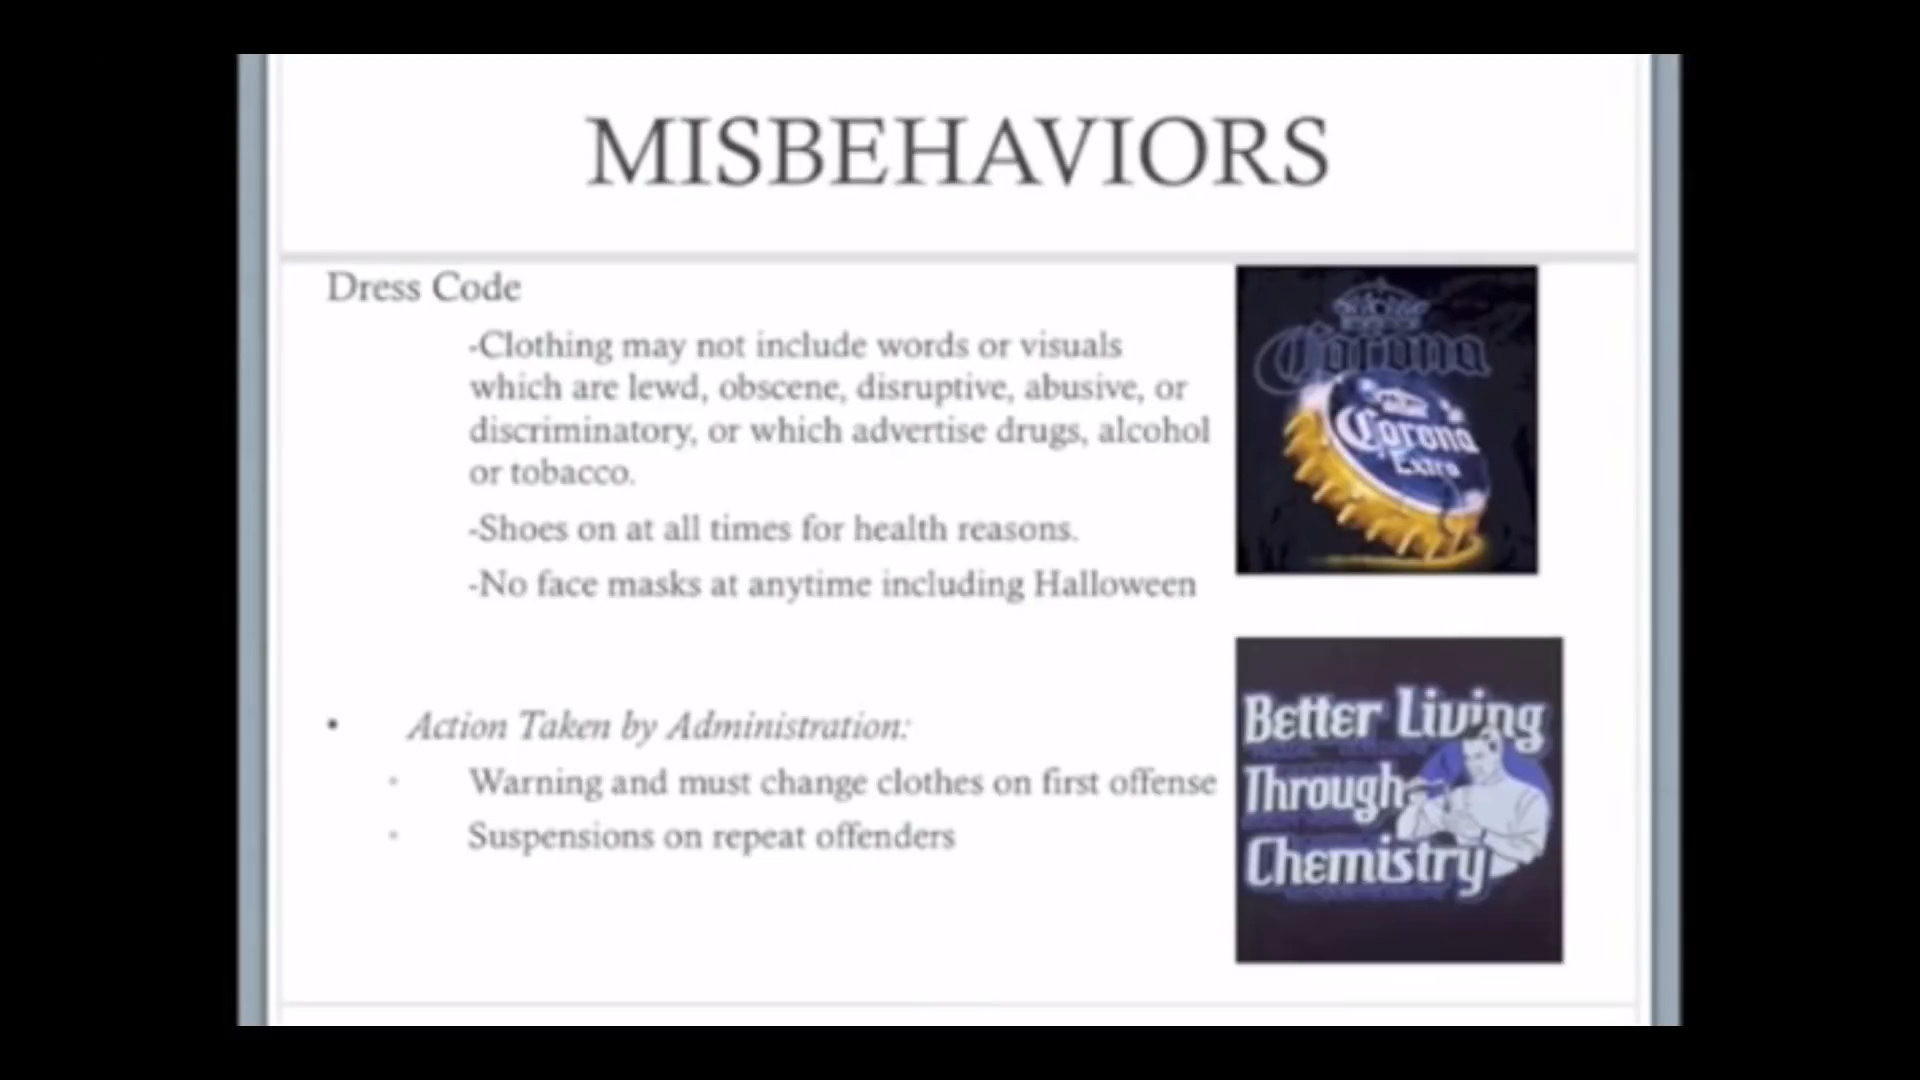 MISBEHAVIORS
Dress Code
-Clothing may not include words or visuals
which are lewd, obscene, disruptive, abusive, or
discriminatory, or which advertise drugs, alcohol
or tobacco.
-Shoes on at all times for health reasons.
-No face masks at anytime including Halloween
• Action Taken by Administration:
• Warning and must change clothes on first offense
• Suspensions on repeat offenders
Corona
Corona
Extra
Better Living
Through
Chemistry